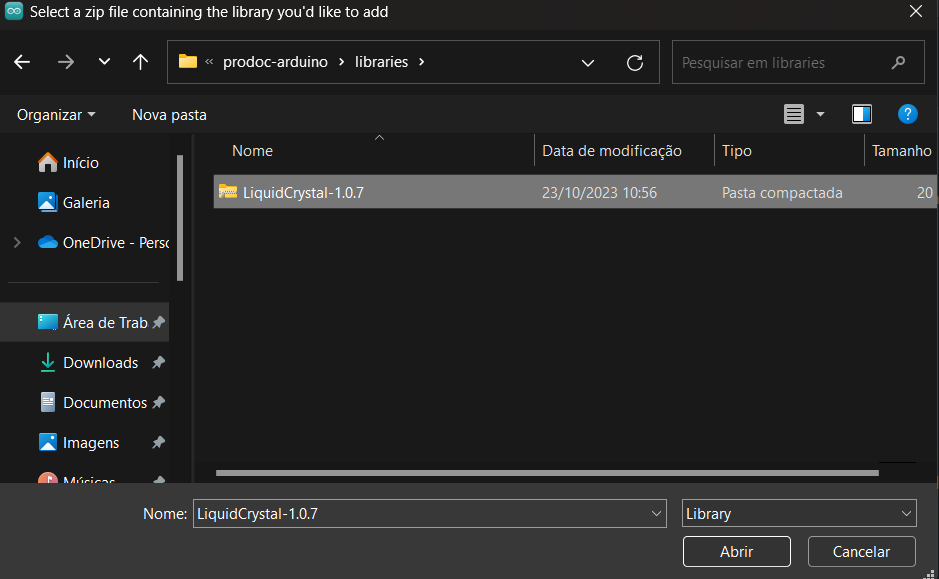 Select a zip file containing the library you'd like to add
« prodoc-arduino > libraries >
Pesquisar em libraries
Organizar
Nova pasta
Nome
Data de modificação
Tipo
Tamanho
Início
Galeria
OneDrive - Perso
Área de Trab
Downloads
Documentos
Imagens
Músicas
LiquidCrystal-1.0.7
23/10/2023 10:56
Pasta compactada
20
Nome:
LiquidCrystal-1.0.7
Library
Abrir
Cancelar